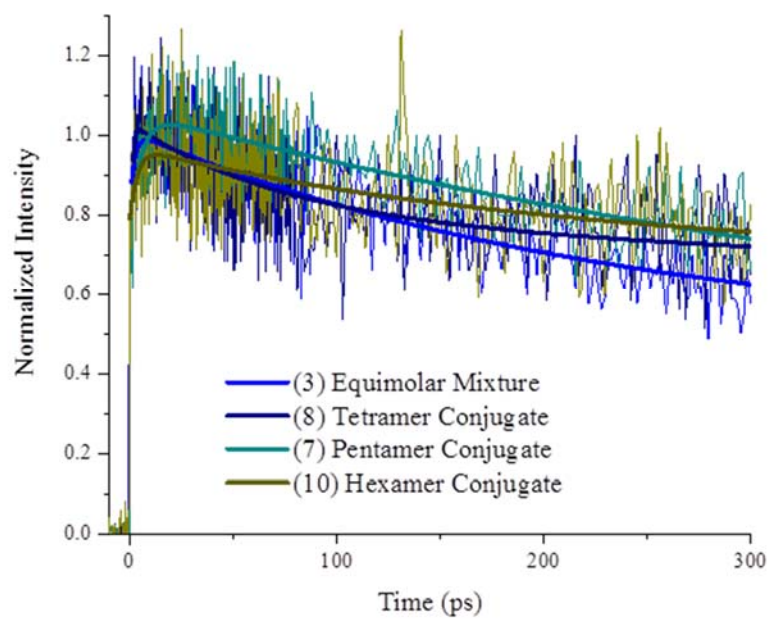 Normalized Intensity
1.2
1.0
0.8
0.6
0.4
0.2
0.0
(3) Equimolar Mixture
(8) Tetramer Conjugate
(7) Pentamer Conjugate
(10) Hexamer Conjugate
0 100 200 300
Time (ps)